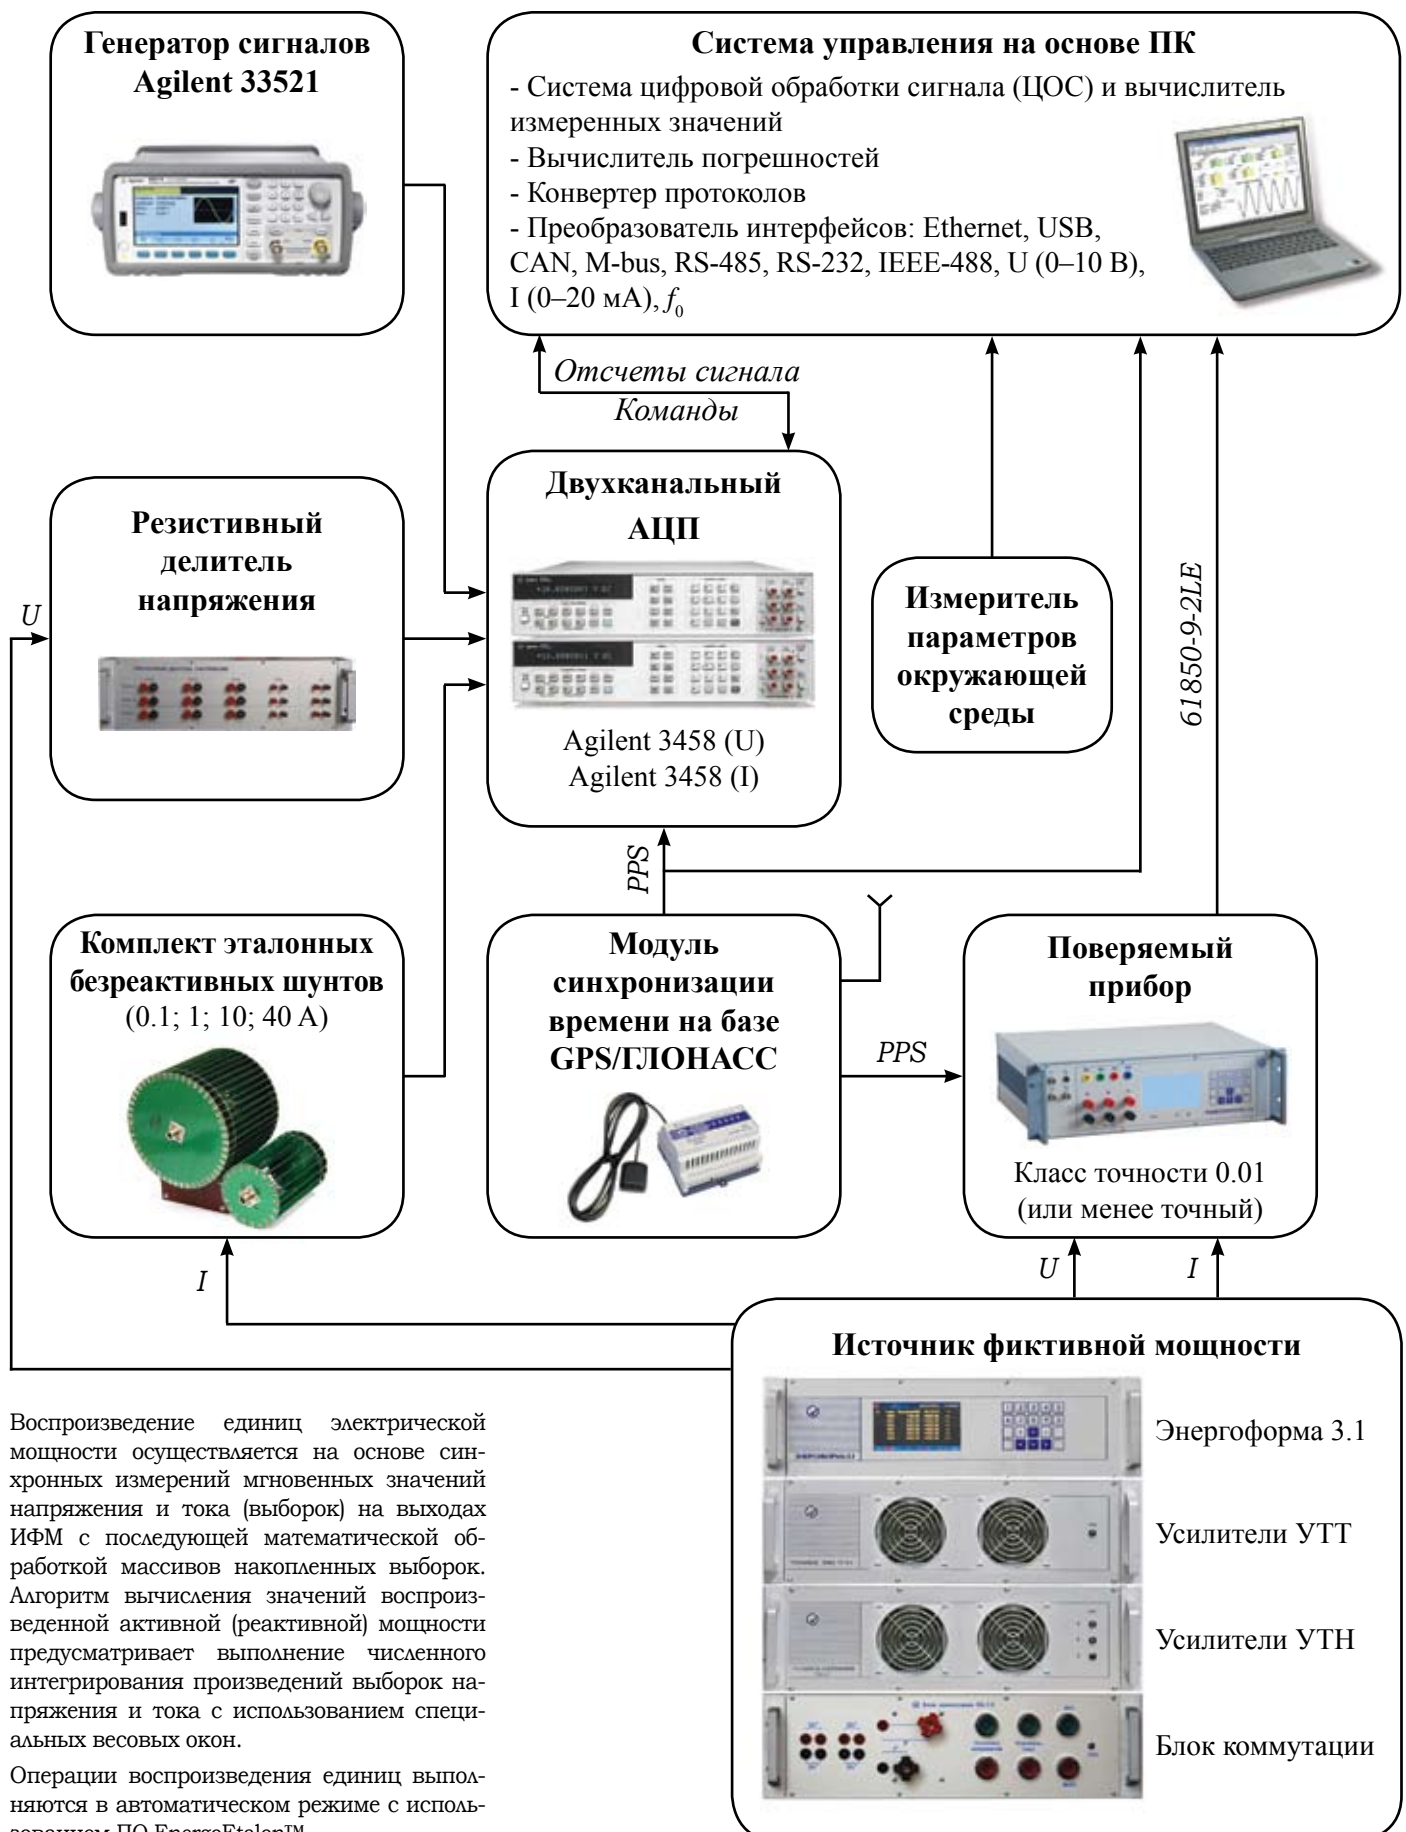 Генератор сигналов
Agilent 33521
Система управления на основе ПК
- Система цифровой обработки сигнала (ЦОС) и вычислитель
измеренных значений
- Вычислитель погрешностей
- Конвертер протоколов
- Преобразователь интерфейсов: Ethernet, USB,
CAN, M-bus, RS-485, RS-232, IEEE-488, U (0–10 В),
I (0–20 мА), f₀
Отсчеты сигнала
Команды
Резистивный
делитель
напряжения
U
Двухканальный
АЦП
Agilent 3458 (U)
Agilent 3458 (I)
Измеритель
параметров
окружающей
среды
61850-9-2LE
PPS
Комплект эталонных
безреактивных шунтов
(0.1; 1; 10; 40 А)
Модуль
синхронизации
времени на базе
GPS/ГЛОНАСС
PPS
Поверяемый
прибор
Класс точности 0.01
(или менее точный)
I
U
I
Источник фиктивной мощности
Энергоформа 3.1
Усилители УТТ
Усилители УТН
Блок коммутации
Воспроизведение единиц электрической
мощности осуществляется на основе син-
хронных измерений мгновенных значений
напряжения и тока (выборок) на выходах
ИФМ с последующей математической об-
работкой массивов накопленных выборок.
Алгоритм вычисления значений воспроиз-
веденной активной (реактивной) мощности
предусматривает выполнение численного
интегрирования произведений выборок на-
пряжения и тока с использованием специ-
альных весовых окон.
Операции воспроизведения единиц выпол-
няются в автоматическом режиме с исполь-
зованием ПО EnergoEtalon™